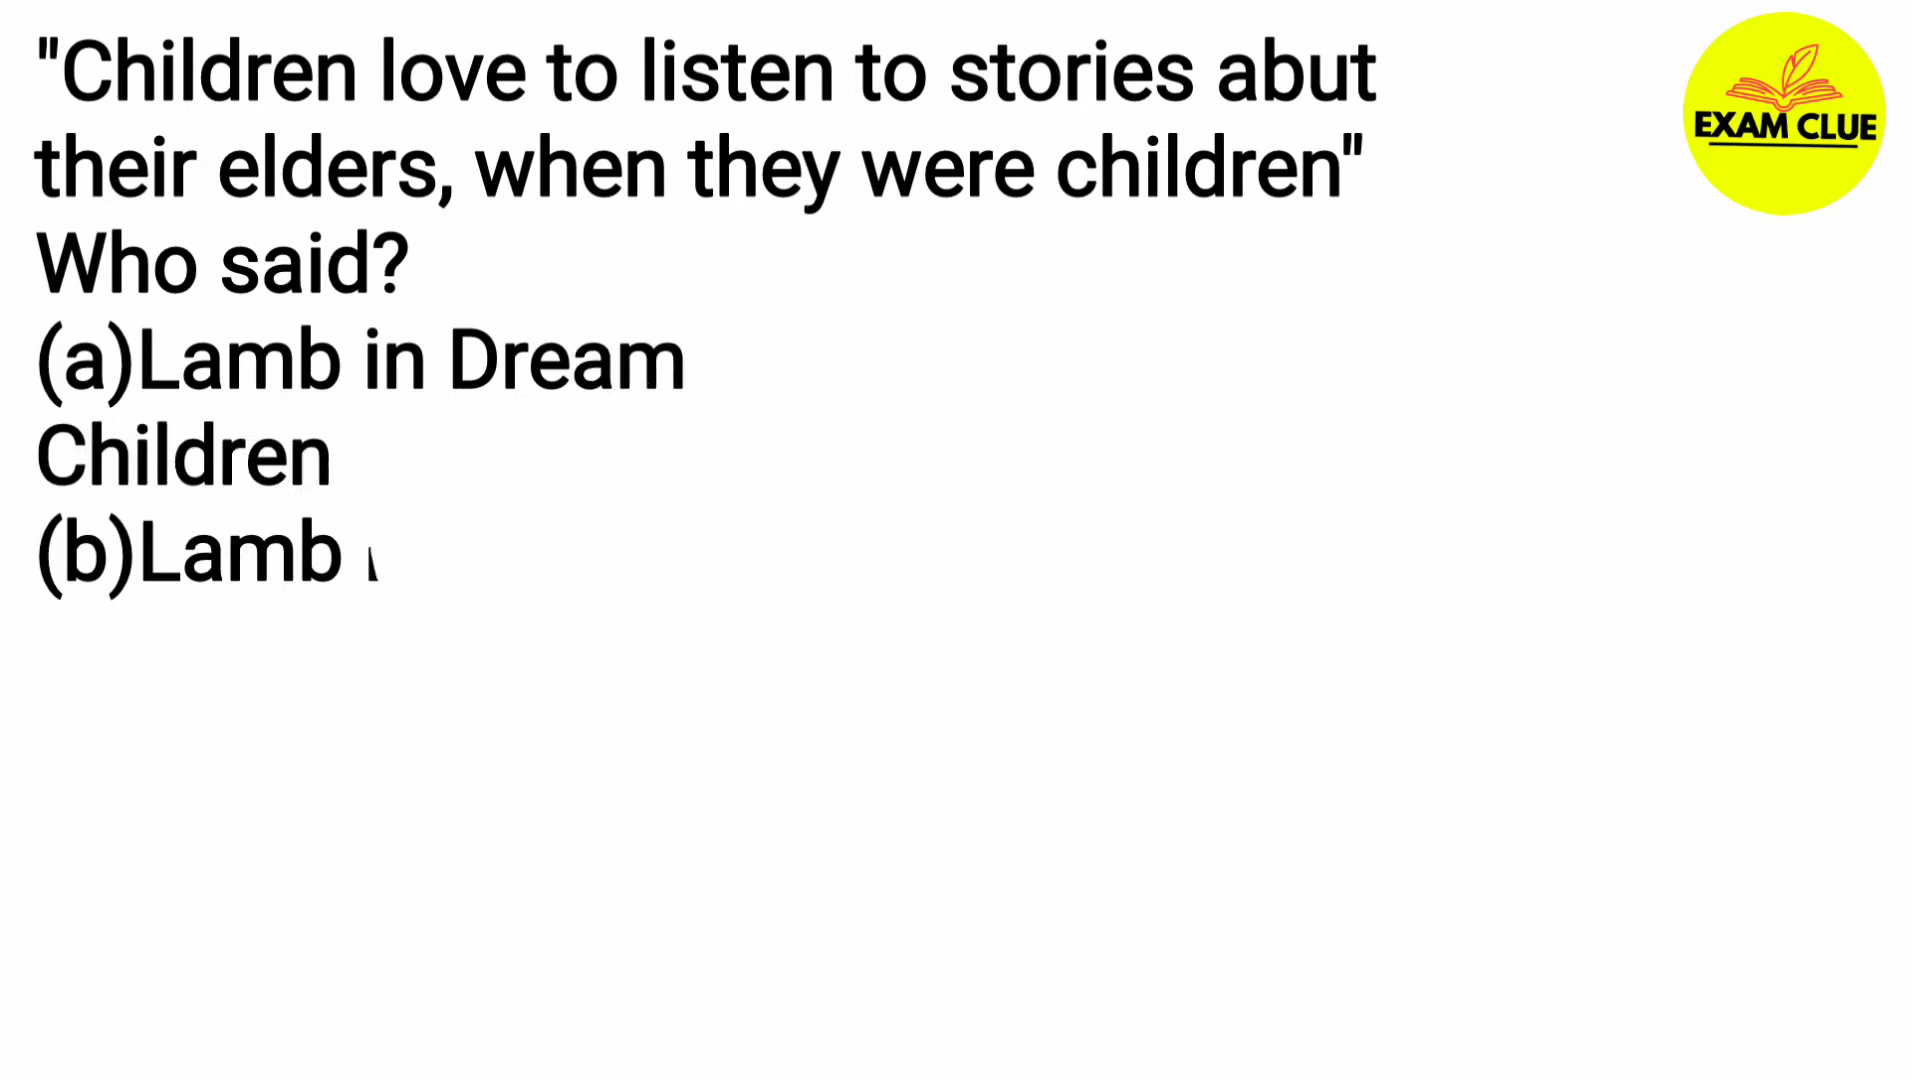 "Children love to listen to stories abut
their elders, when they were children"
Who said?
(a)Lamb in Dream
Children
(b)Lamb
EXAM CLUE